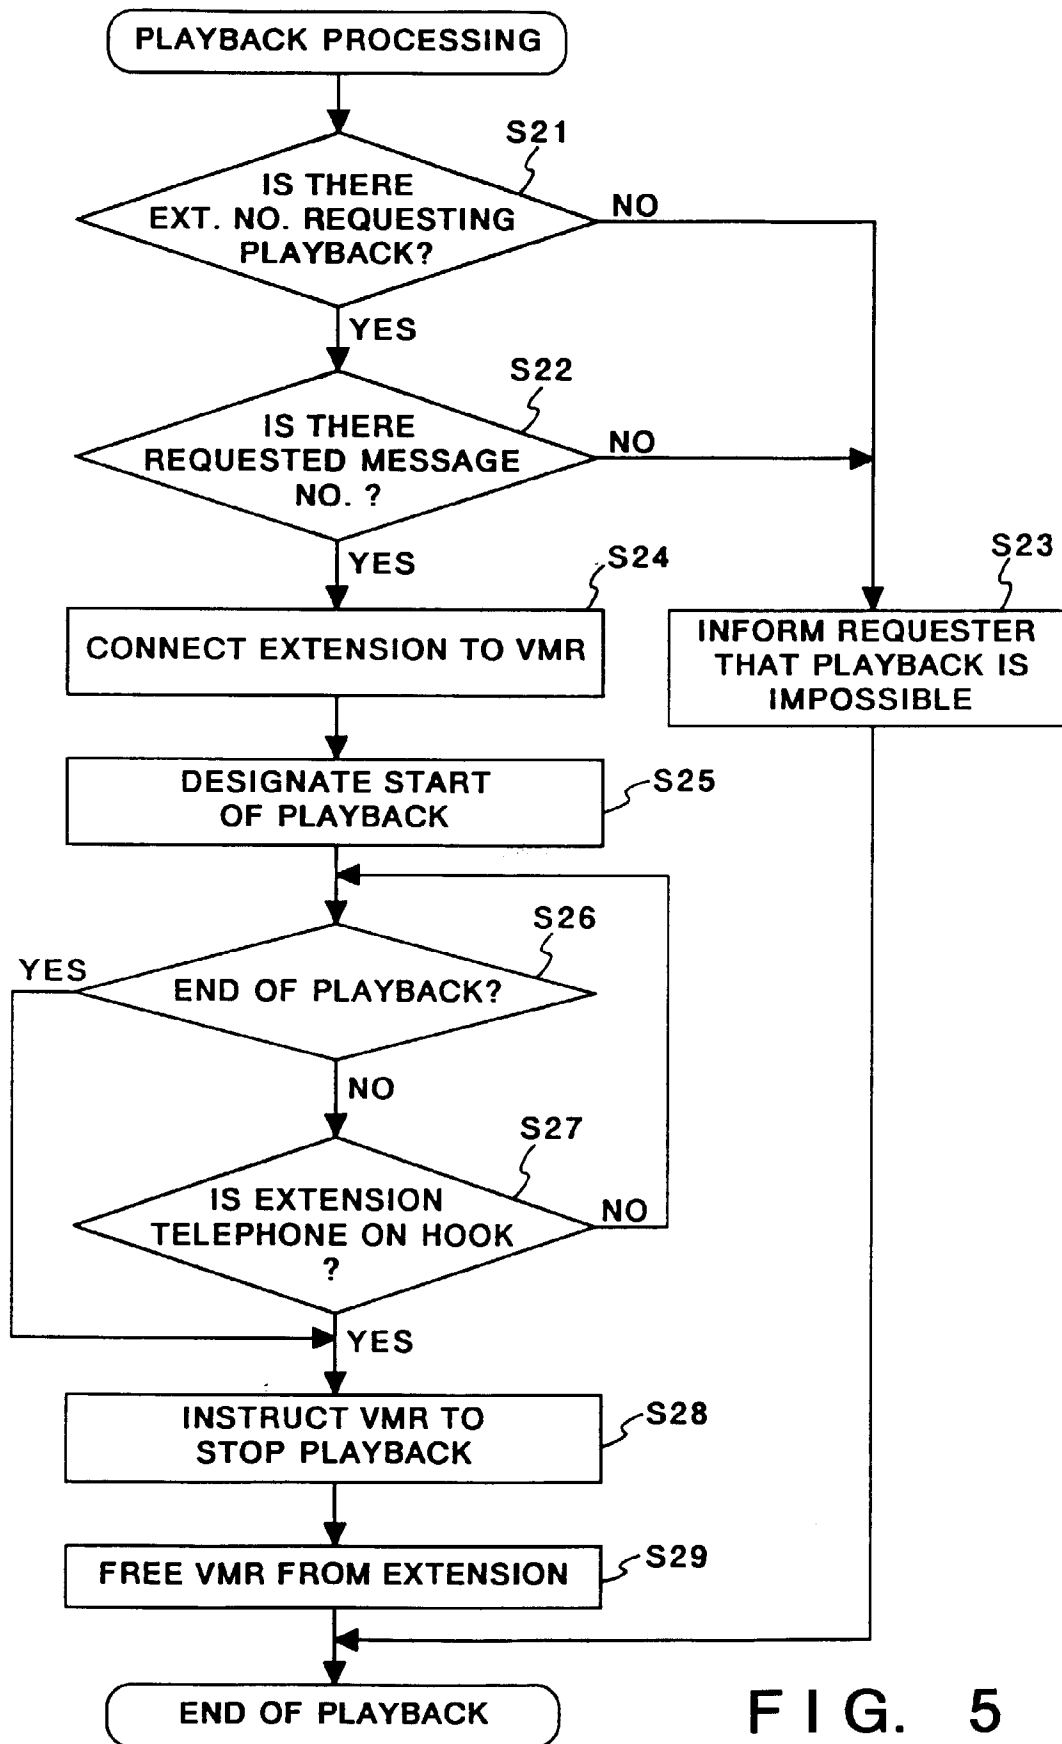 PLAYBACK PROCESSING
S21
IS THERE
EXT. NO. REQUESTING
PLAYBACK?
NO
YES
S22
IS THERE
REQUESTED MESSAGE
NO. ?
NO
YES
S24
CONNECT EXTENSION TO VMR
S23
INFORM REQUESTER
THAT PLAYBACK IS
IMPOSSIBLE
DESIGNATE START
OF PLAYBACK
S25
S26
YES
END OF PLAYBACK?
NO
S27
IS EXTENSION
TELEPHONE ON HOOK
?
NO
YES
INSTRUCT VMR TO
STOP PLAYBACK
S28
FREE VMR FROM EXTENSION
S29
END OF PLAYBACK
FIG. 5